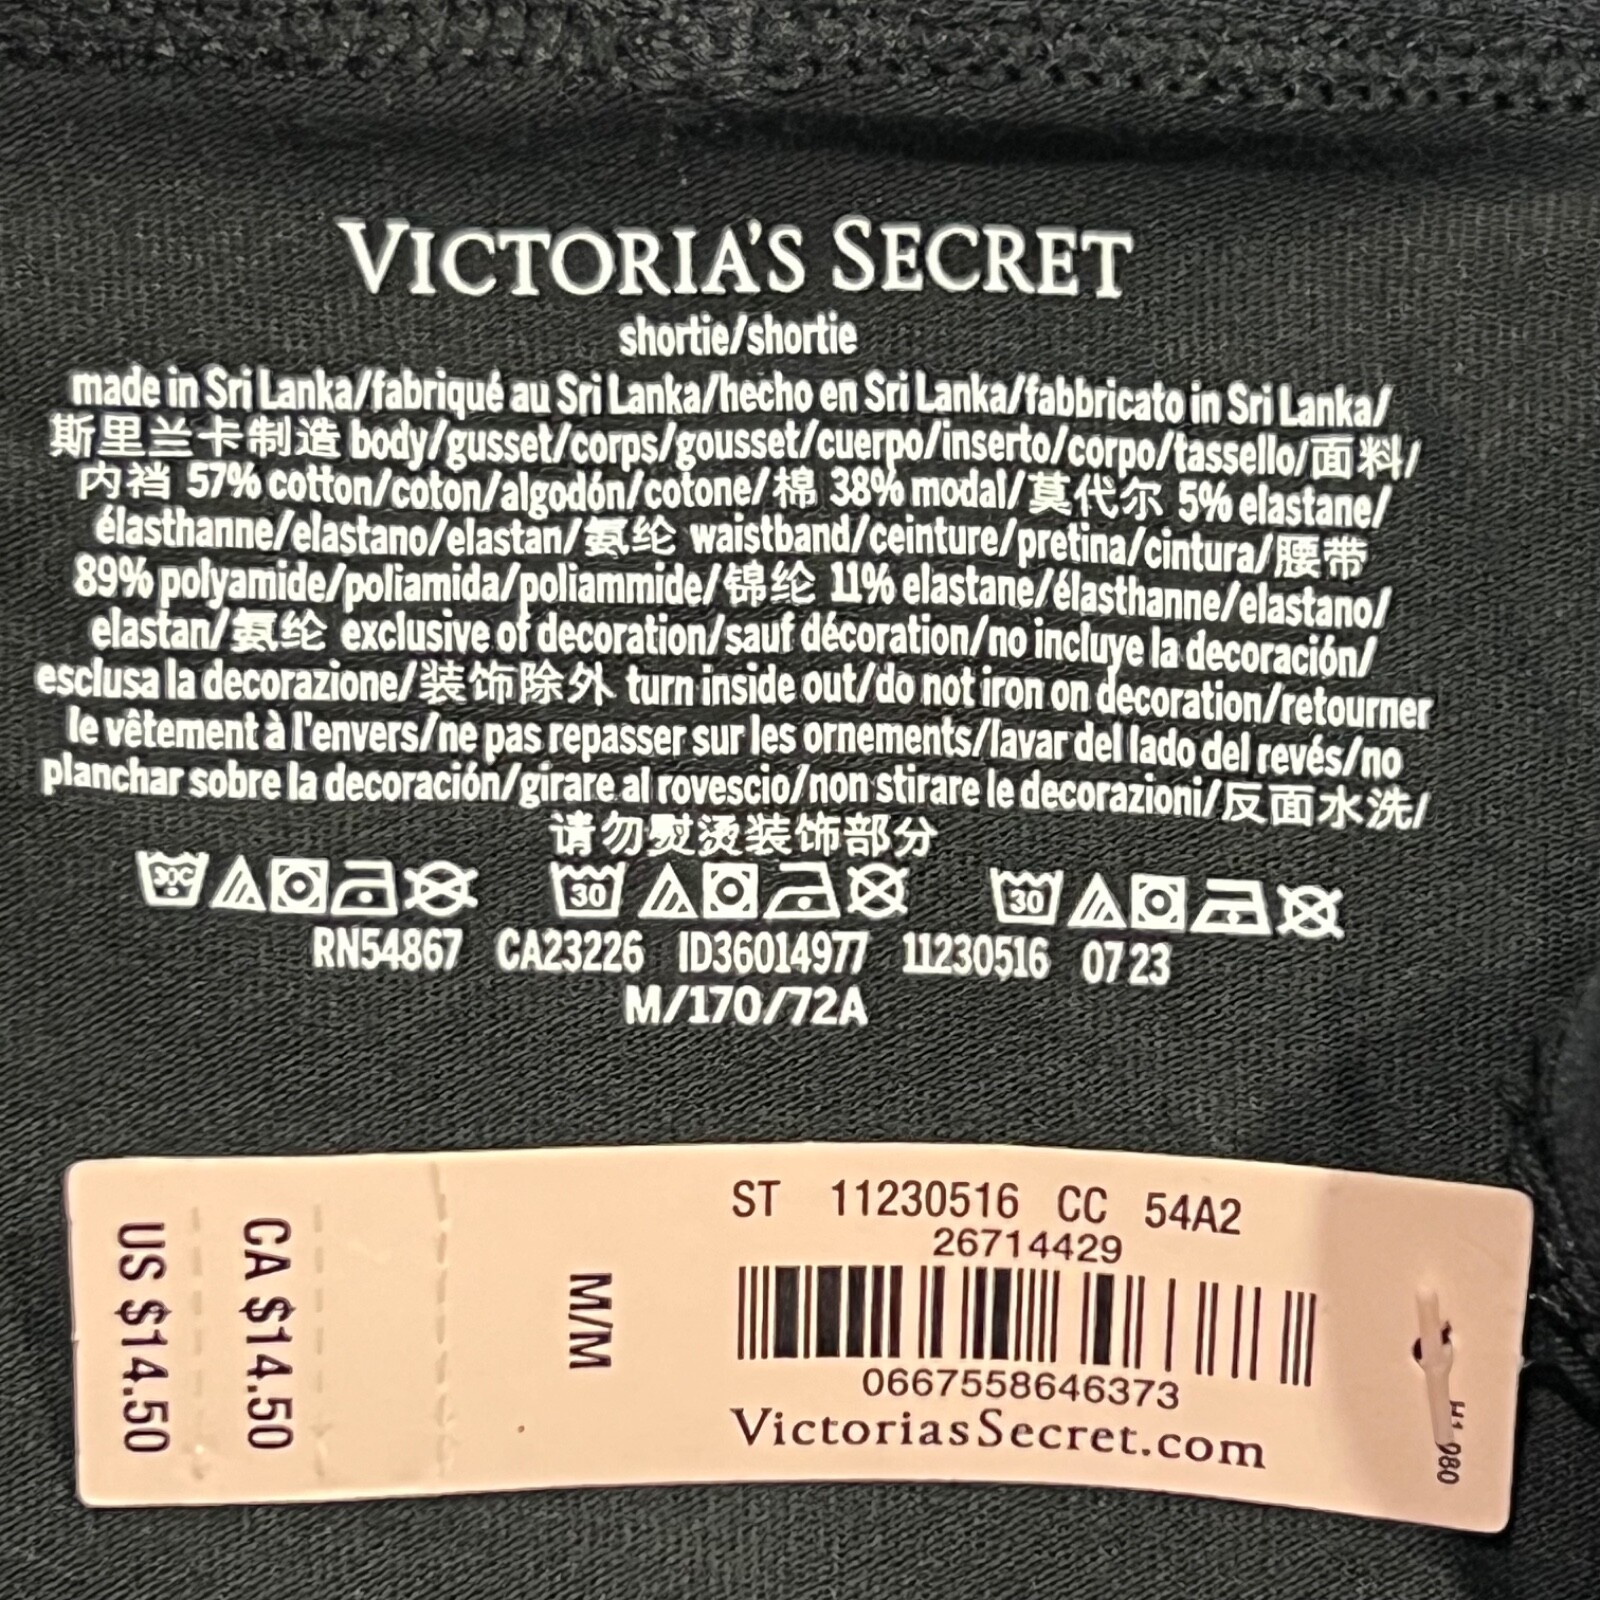 VICTORIA'S SECRET
shortie/shortie
made in Sri Lanka/fabriqué au Sri Lanka/hecho en Sri Lanka/fabbricato in Sri Lanka/
斯里兰卡制造 body/gusset/corps/gousset/cuerpo/inserto/corpo/tassello/面料/
内裆 57% cotton/coton/algodón/cotone/棉 38% modal/莫代尔 5% elastane/
élasthanne/elastano/elastan/氨纶 waistband/ceinture/pretina/cintura/腰带
89% polyamide/poliamida/poliammide/锦纶 11% elastane/élasthanne/elastano/
elastan/氨纶 exclusive of decoration/sauf décoration/no incluye la decoración/
esclusa la decorazione/装饰除外 turn inside out/do not iron on decoration/retourner
le vêtement à l'envers/ne pas repasser sur les ornements/lavar del lado del revés/no
planchar sobre la decoración/girare al rovescio/non stirare le decorazioni/反面水洗/
请勿熨烫装饰部分
30C 30 30
RN54867 CA23226 ID36014977 11230516 07 23
M/170/72A
US $14.50
CA $14.50
M/M
ST 11230516 CC 54A2
26714429
0667558646373
VictoriasSecret.com
080